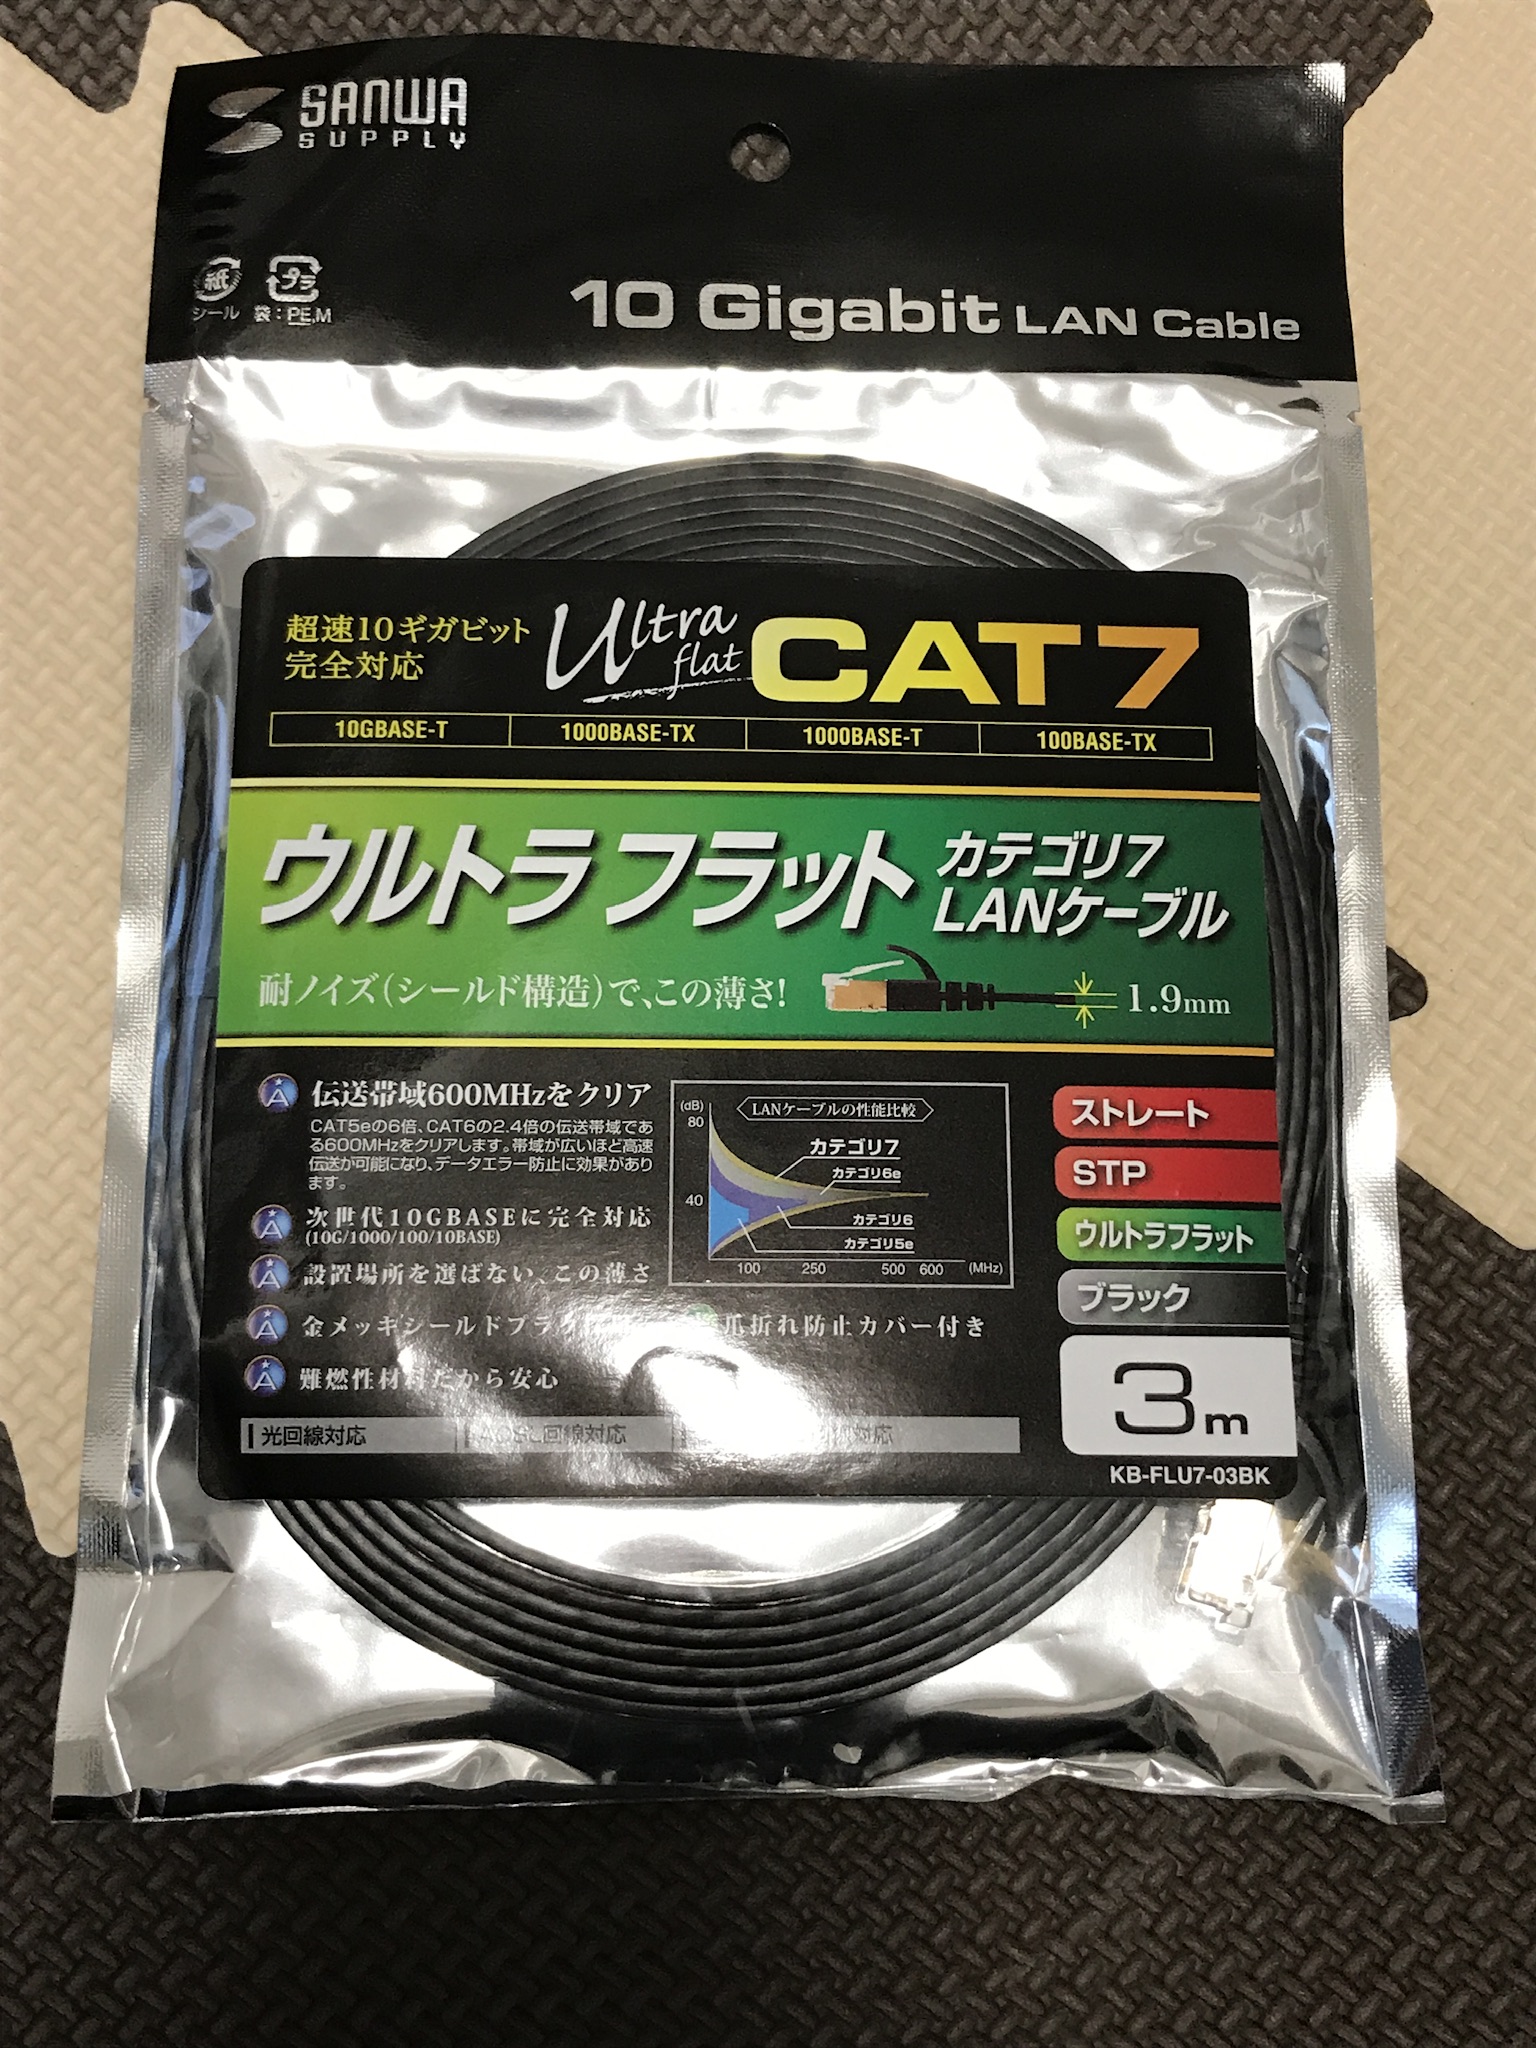 SANWA
SUPPLY
紙
プラ
シール 袋：PE,M
10 Gigabit LAN Cable
超速10ギガビット
完全対応
Ultra
flat
CAT7
10GBASE-T
1000BASE-TX
1000BASE-T
100BASE-TX
ウルトラフラット
カテゴリ7
LANケーブル
耐ノイズ(シールド構造)で、この薄さ!
1.9mm
伝送帯域600MHzをクリア
CAT5eの6倍、CAT6の2.4倍の伝送帯域であ
る600MHzをクリアします。帯域が広いほど高速
伝送が可能になり、データエラー防止に効果があり
ます。
次世代10GBASEに完全対応
(10G/1000/100/10BASE)
設置場所を選ばない、この薄さ
金メッキシールドプラグ
爪折れ防止カバー付き
難燃性材料だから安心
LANケーブルの性能比較
(dB)
80
40
カテゴリ7
カテゴリ6e
カテゴリ6
カテゴリ5e
100 250 500 600 (MHz)
ストレート
STP
ウルトラフラット
ブラック
3m
KB-FLU7-03BK
光回線対応
ADSL回線対応
対応